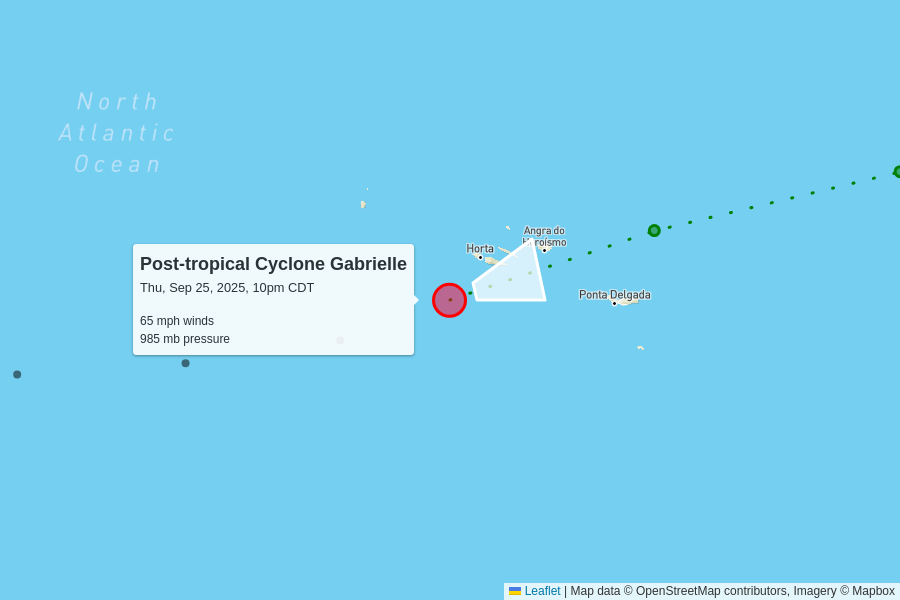 North
Atlantic
Ocean
Angra do
Heroísmo
Horta
Post-tropical Cyclone Gabrielle
Thu, Sep 25, 2025, 10pm CDT
65 mph winds
985 mb pressure
Ponta Delgada
Leaflet | Map data © OpenStreetMap contributors, Imagery © Mapbox